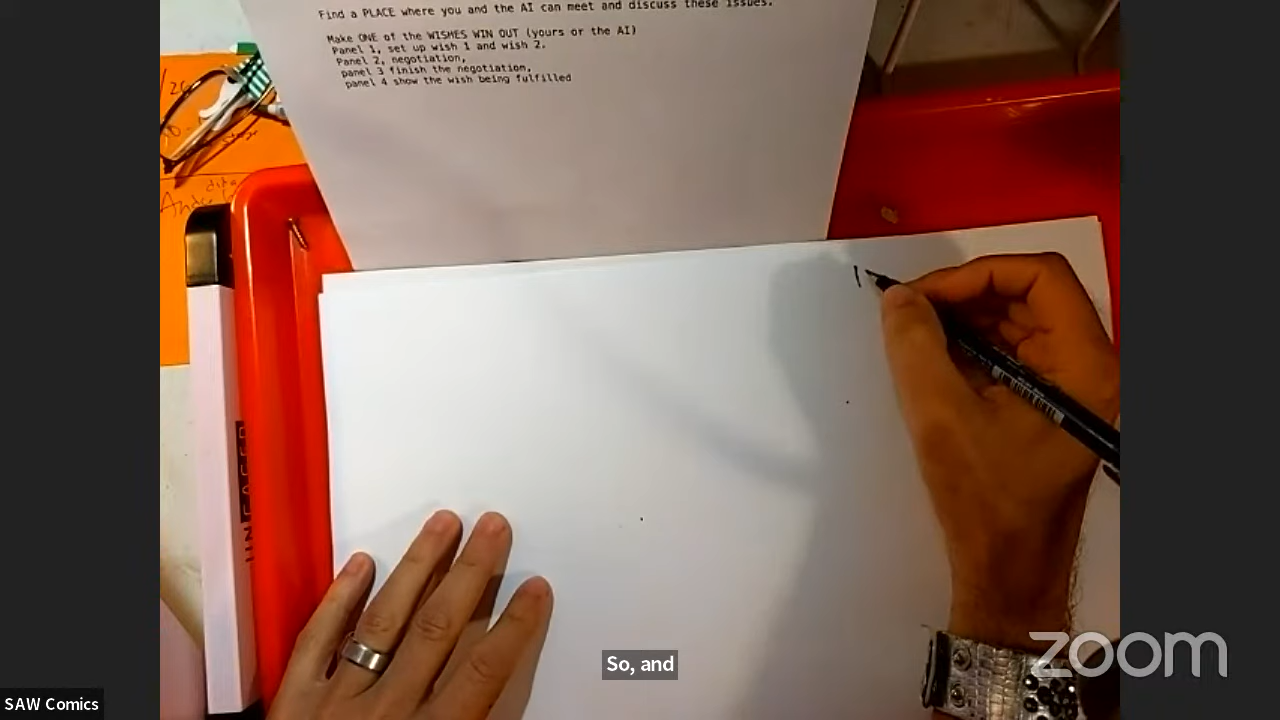 Find a PLACE where you and the AI can meet and discuss these issues.
Make ONE of the WISHES WIN OUT (yours or the AI)
Panel 1, set up wish 1 and wish 2.
Panel 2, negotiation,
panel 3 finish the negotiation.
panel 4 show the wish being fulfilled
So, and
zoom
SAW Comics